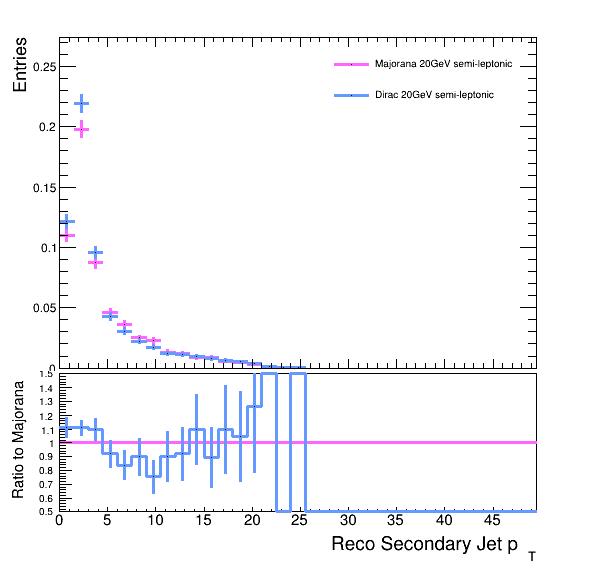 Entries
0.25
0.2
0.15
0.1
0.05
0
Majorana 20GeV semi-leptonic
Dirac 20GeV semi-leptonic
Ratio to Majorana
1.5
1.4
1.3
1.2
1.1
1
0.9
0.8
0.7
0.6
0.5
0 5 10 15 20 25 30 35 40 45
Reco Secondary Jet p T